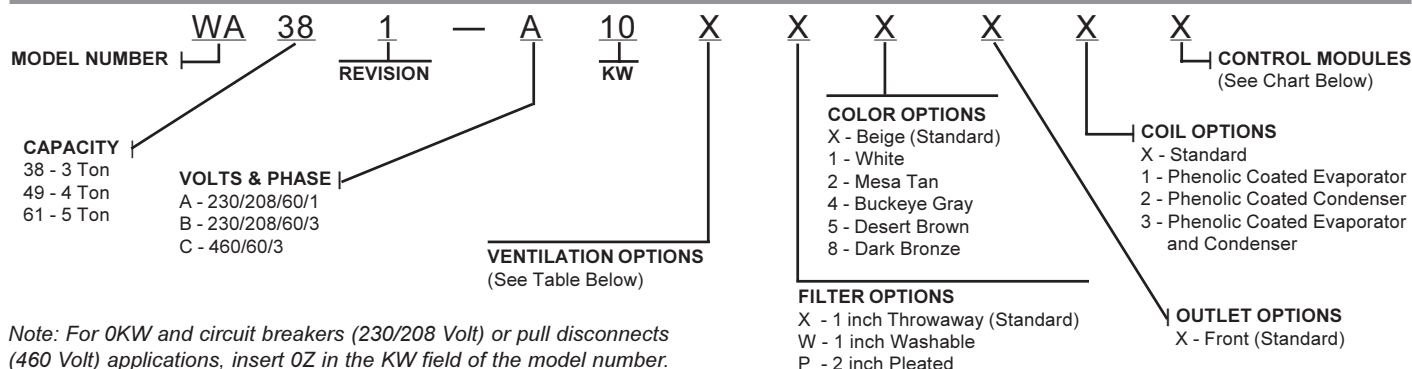 WA 38 1 — A 10 X X X X X X
MODEL NUMBER
REVISION
KW
CONTROL MODULES
(See Chart Below)
CAPACITY
38 - 3 Ton
49 - 4 Ton
61 - 5 Ton
VOLTS & PHASE
A - 230/208/60/1
B - 230/208/60/3
C - 460/60/3
VENTILATION OPTIONS
(See Table Below)
COLOR OPTIONS
X - Beige (Standard)
1 - White
2 - Mesa Tan
4 - Buckeye Gray
5 - Desert Brown
8 - Dark Bronze
COIL OPTIONS
X - Standard
1 - Phenolic Coated Evaporator
2 - Phenolic Coated Condenser
3 - Phenolic Coated Evaporator
and Condenser
FILTER OPTIONS
X - 1 inch Throwaway (Standard)
W - 1 inch Washable
P - 2 inch Pleated
OUTLET OPTIONS
X - Front (Standard)
Note: For 0KW and circuit breakers (230/208 Volt) or pull disconnects
(460 Volt) applications, insert 0Z in the KW field of the model number.